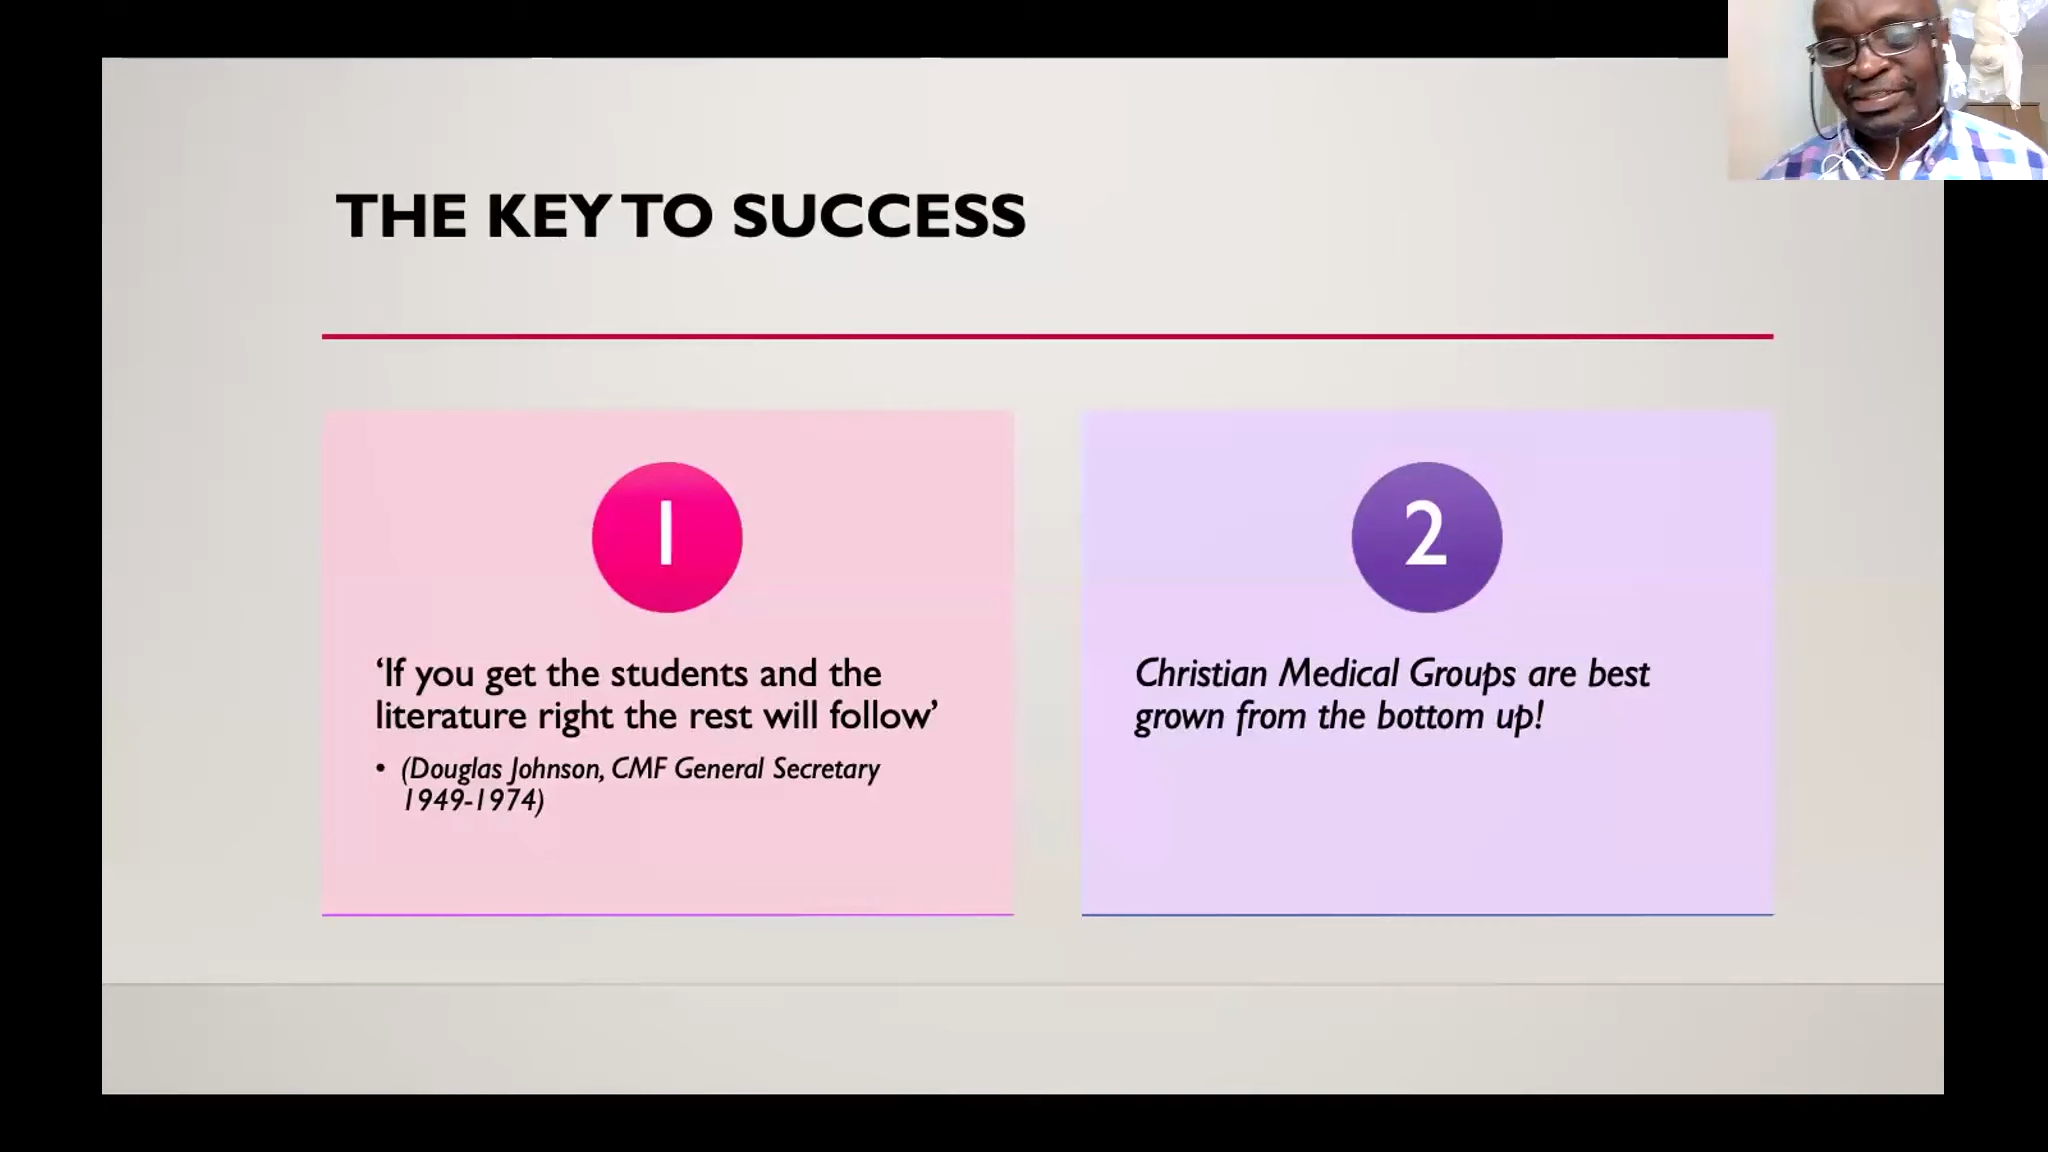 THE KEY TO SUCCESS
1
‘If you get the students and the
literature right the rest will follow’
• (Douglas Johnson, CMF General Secretary
1949-1974)
2
Christian Medical Groups are best
grown from the bottom up!